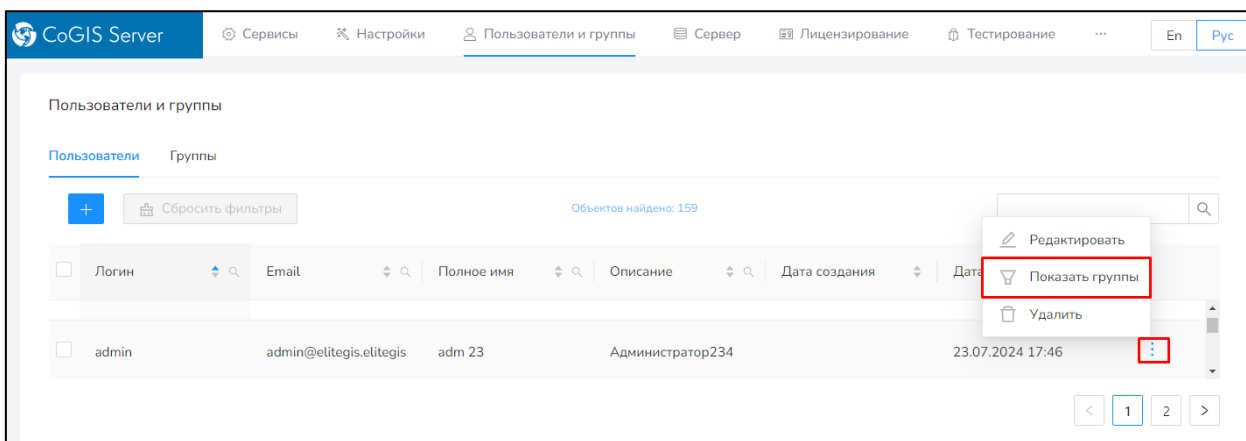 CoGIS Server Сервисы Настройки Пользователи и группы Сервер Лицензирование Тестирование ... En Рус
Пользователи и группы
Пользователи Группы
+ Сбросить фильтры Объектов найдено: 159
Редактировать
Логин Email Полное имя Описание Дата создания Дата
Показать группы
Удалить
admin admin@elitegis.elitegis adm 23 Администратор234 23.07.2024 17:46
< 1 2 >